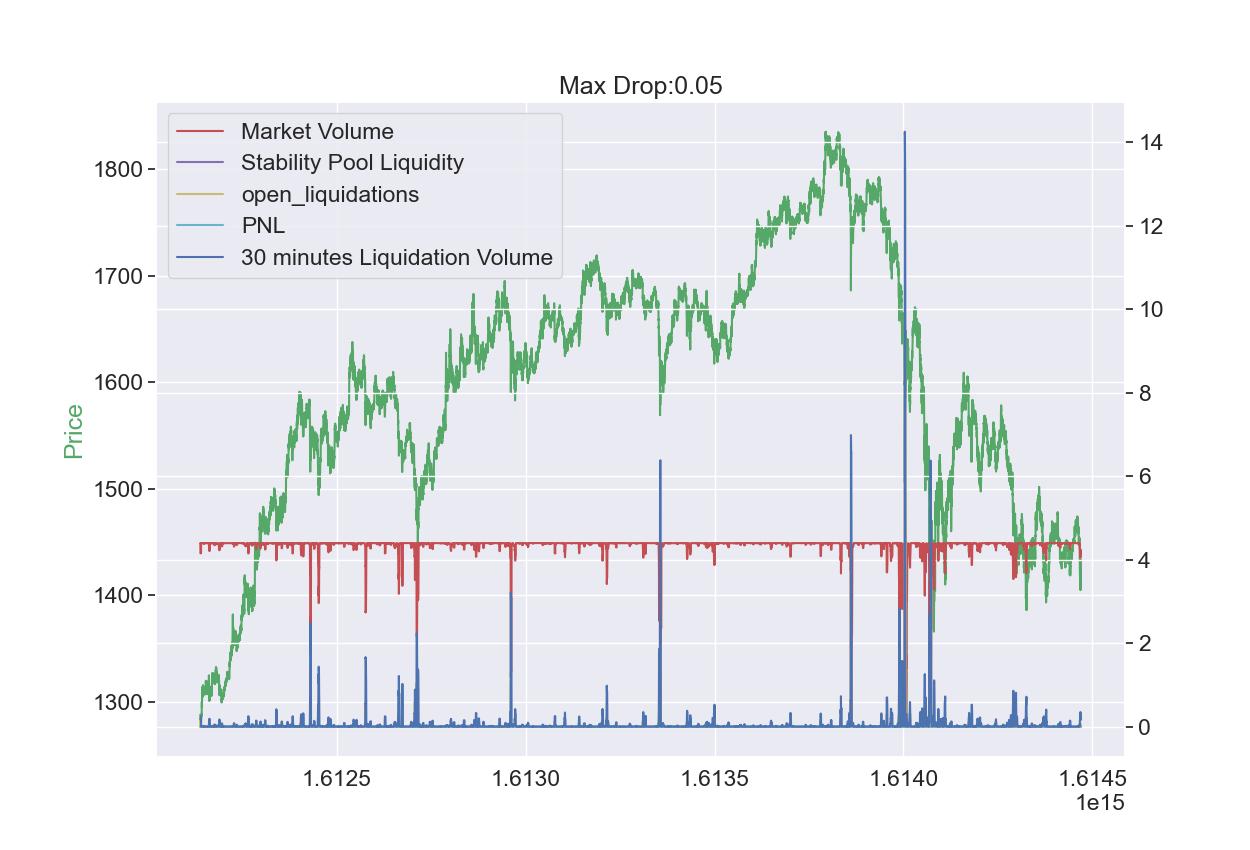 Max Drop:0.05
Market Volume
Stability Pool Liquidity
open_liquidations
PNL
30 minutes Liquidation Volume
Price
1800
1700
1600
1500
1400
1300
14
12
10
8
6
4
2
0
1.6125 1.6130 1.6135 1.6140 1.6145
1e15